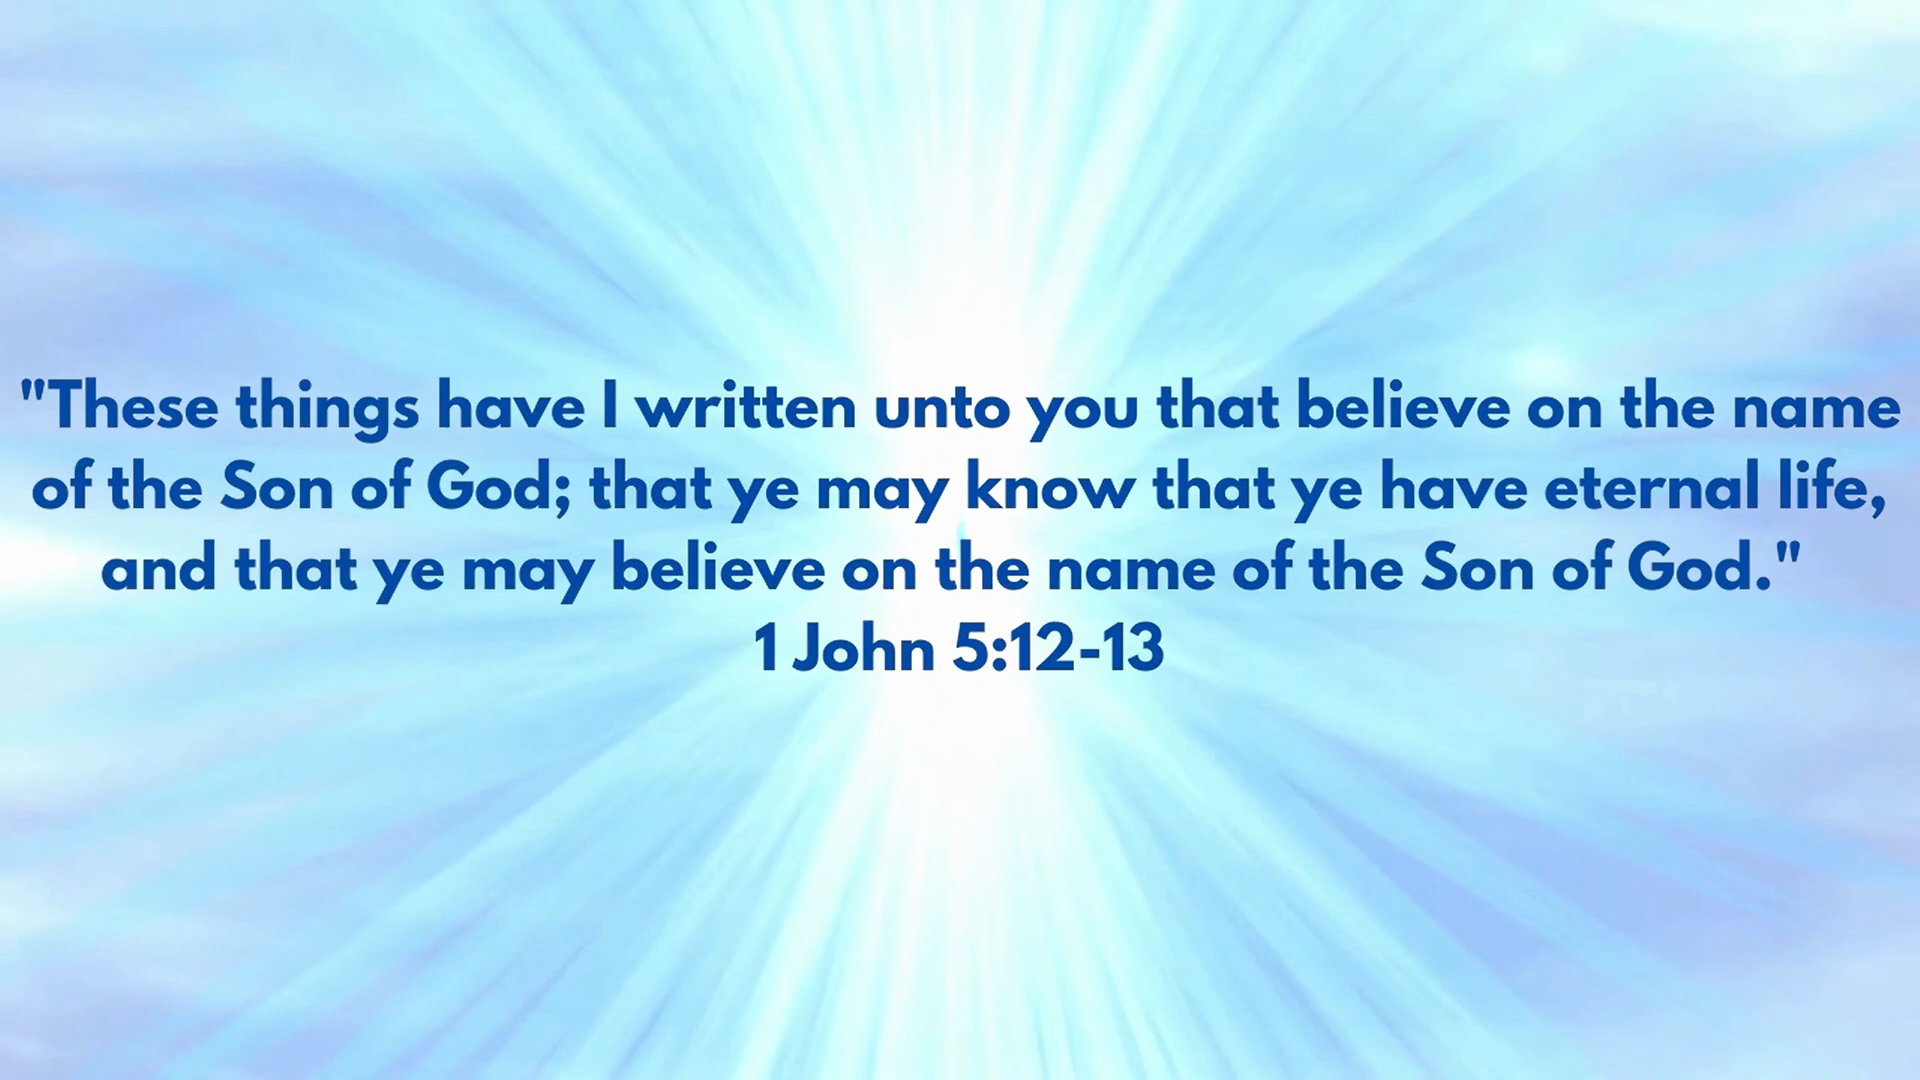 "These things have I written unto you that believe on the name
of the Son of God; that ye may know that ye have eternal life,
and that ye may believe on the name of the Son of God."
1 John 5:12-13